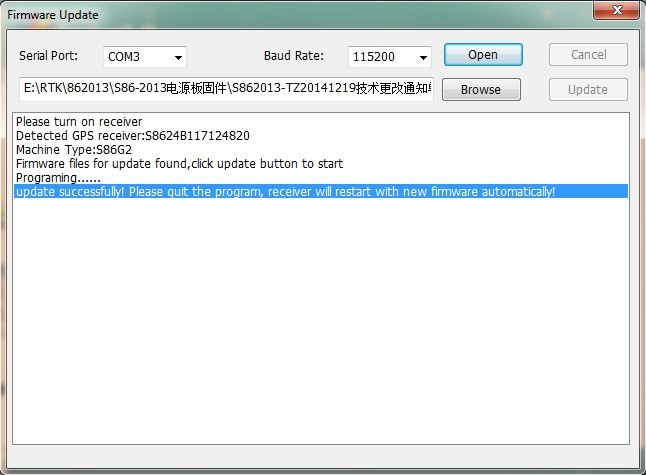 Firmware Update
Serial Port: COM3 Baud Rate: 115200 Open Cancel
E:\RTK\862013\S86-2013电源板固件\S862013-TZ20141219技术更改通知单 Browse Update
Please turn on receiver
Detected GPS receiver:S8624B117124820
Machine Type:S86G2
Firmware files for update found,click update button to start
Programing......
update successfully! Please quit the program, receiver will restart with new firmware automatically!